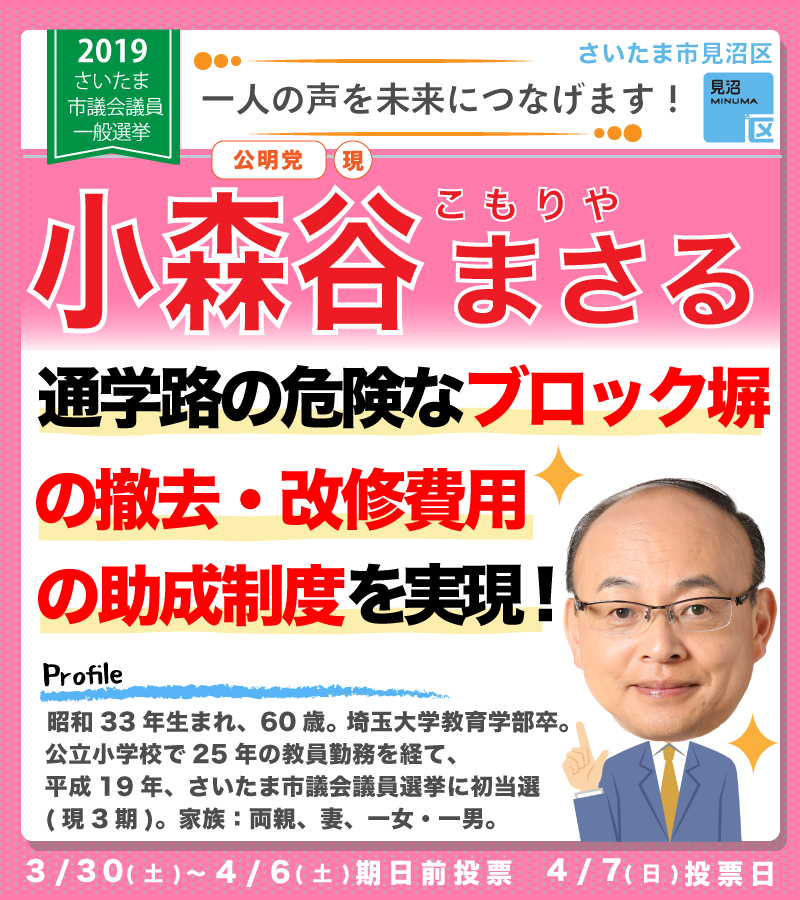 2019
さいたま
市議会議員
一般選挙
さいたま市見沼区
一人の声を未来につなげます！
見沼
MINUMA
区
公明党 現
こもりや
小森谷 まさる
通学路の危険なブロック塀
の撤去・改修費用
の助成制度を実現！
Profile
昭和33年生まれ、60歳。埼玉大学教育学部卒。
公立小学校で25年の教員勤務を経て、
平成19年、さいたま市議会議員選挙に初当選
(現3期)。家族：両親、妻、一女・一男。
3/30(土)～4/6(土)期日前投票 4/7(日)投票日